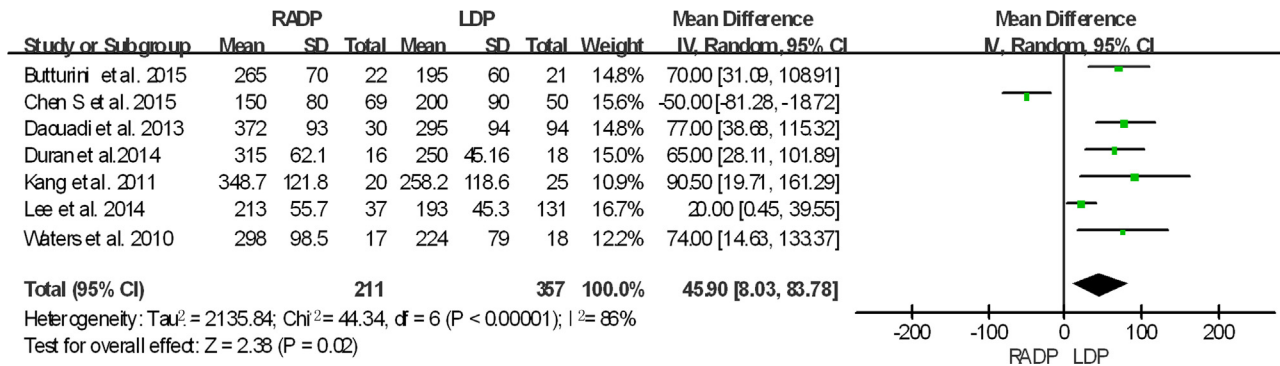 RADP LDP Mean Difference Mean Difference
Study or Subgroup Mean SD Total Mean SD Total Weight IV, Random, 95% CI IV, Random, 95% CI
Butturini et al. 2015 265 70 22 195 60 21 14.8% 70.00 [31.09, 108.91]
Chen S et al. 2015 150 80 69 200 90 50 15.6% -50.00 [-81.28, -18.72]
Daouadi et al. 2013 372 93 30 295 94 94 14.8% 77.00 [38.68, 115.32]
Duran et al. 2014 315 62.1 16 250 45.16 18 15.0% 65.00 [28.11, 101.89]
Kang et al. 2011 348.7 121.8 20 258.2 118.6 25 10.9% 90.50 [19.71, 161.29]
Lee et al. 2014 213 55.7 37 193 45.3 131 16.7% 20.00 [0.45, 39.55]
Waters et al. 2010 298 98.5 17 224 79 18 12.2% 74.00 [14.63, 133.37]
Total (95% CI) 211 357 100.0% 45.90 [8.03, 83.78]
Heterogeneity: Tau² = 2135.84; Chi² = 44.34, df = 6 (P < 0.00001); I² = 86%
Test for overall effect: Z = 2.38 (P = 0.02)
-200 -100 0 100 200
RADP LDP